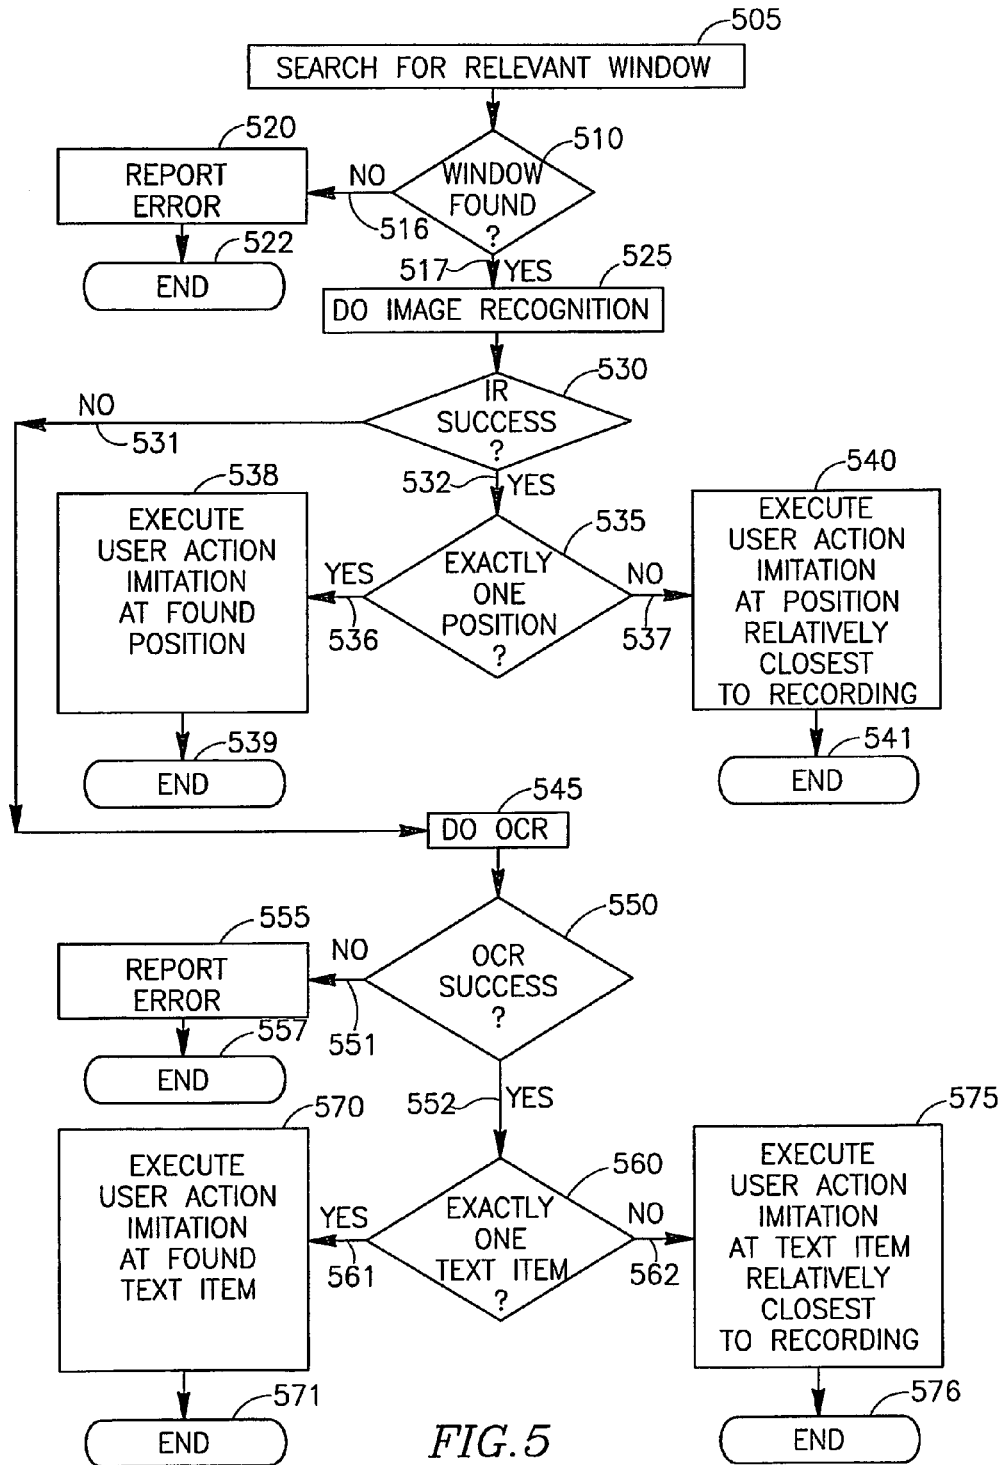 505
SEARCH FOR RELEVANT WINDOW
520
510
REPORT
ERROR
NO
WINDOW
FOUND
?
516
522
END
517
YES
525
DO IMAGE RECOGNITION
530
IR
SUCCESS
?
NO
531
532
YES
538
EXECUTE
USER ACTION
IMITATION
AT FOUND
POSITION
535
EXACTLY
ONE
POSITION
?
YES
536
NO
537
540
EXECUTE
USER ACTION
IMITATION
AT POSITION
RELATIVELY
CLOSEST
TO RECORDING
539
END
541
END
545
DO OCR
550
OCR
SUCCESS
?
555
REPORT
ERROR
NO
551
557
END
552
YES
570
EXECUTE
USER ACTION
IMITATION
AT FOUND
TEXT ITEM
560
EXACTLY
ONE
TEXT ITEM
?
YES
561
NO
562
575
EXECUTE
USER ACTION
IMITATION
AT TEXT ITEM
RELATIVELY
CLOSEST
TO RECORDING
571
END
576
END
FIG.5